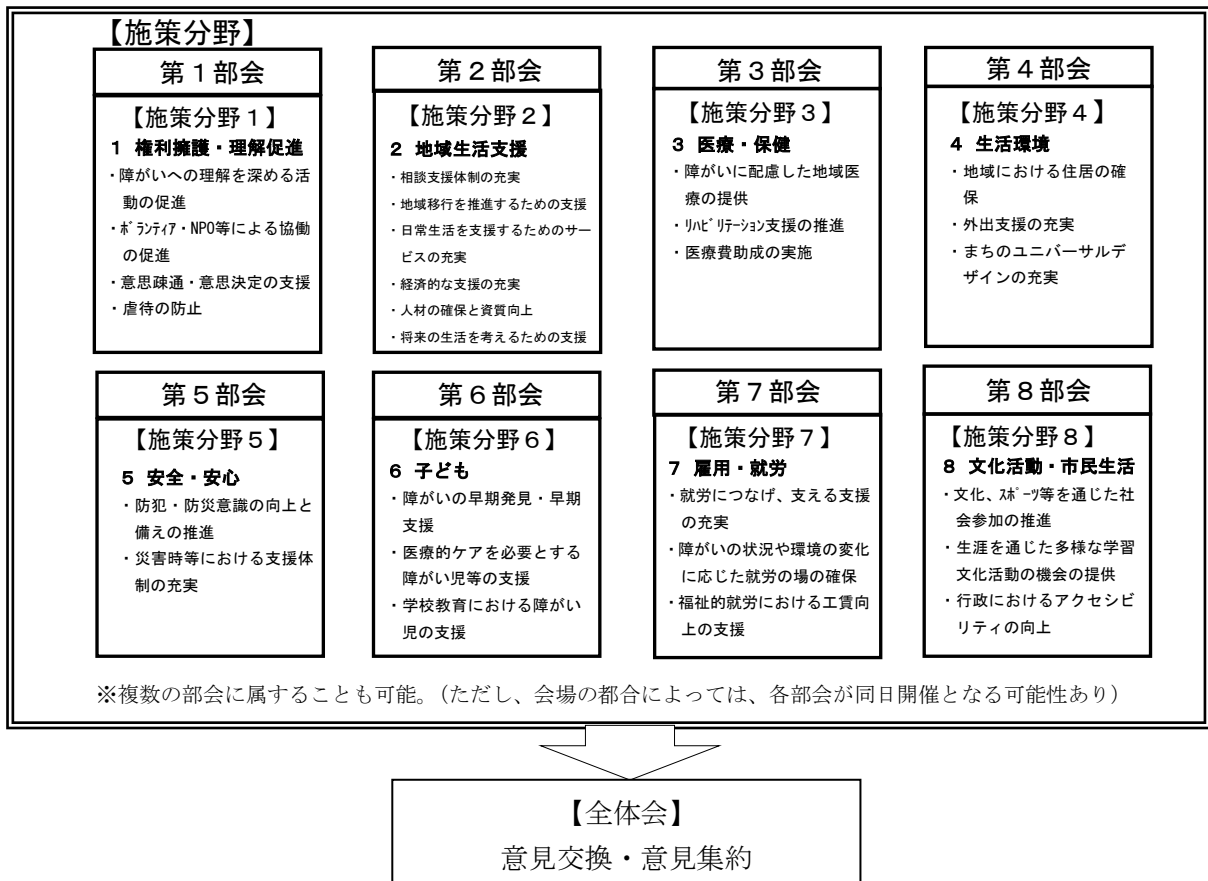 【施策分野】
第１部会
【施策分野１】
１ 権利擁護・理解促進
・障がいへの理解を深める活
動の促進
・ﾎﾞﾗﾝﾃｨｱ・NPO等による協働
の促進
・意思疎通・意思決定の支援
・虐待の防止
第２部会
【施策分野２】
２ 地域生活支援
・相談支援体制の充実
・地域移行を推進するための支援
・日常生活を支援するためのサー
ビスの充実
・経済的な支援の充実
・人材の確保と資質向上
・将来の生活を考えるための支援
第３部会
【施策分野３】
３ 医療・保健
・障がいに配慮した地域医
療の提供
・ﾘﾊﾋﾞﾘﾃｰｼｮﾝ支援の推進
・医療費助成の実施
第４部会
【施策分野４】
４ 生活環境
・地域における住居の確
保
・外出支援の充実
・まちのユニバーサルデ
ザインの充実
第５部会
【施策分野５】
５ 安全・安心
・防犯・防災意識の向上と
備えの推進
・災害時等における支援体
制の充実
第６部会
【施策分野６】
６ 子ども
・障がいの早期発見・早期
支援
・医療的ケアを必要とする
障がい児等の支援
・学校教育における障がい
児の支援
第７部会
【施策分野７】
７ 雇用・就労
・就労につなげ、支える支援
の充実
・障がいの状況や環境の変化
に応じた就労の場の確保
・福祉的就労における工賃向
上の支援
第８部会
【施策分野８】
８ 文化活動・市民生活
・文化、ｽﾎﾟｰﾂ等を通じた社
会参加の推進
・生涯を通じた多様な学習
文化活動の機会の提供
・行政におけるアクセシビ
リティの向上
※複数の部会に属することも可能。（ただし、会場の都合によっては、各部会が同日開催となる可能性あり）
【全体会】
意見交換・意見集約